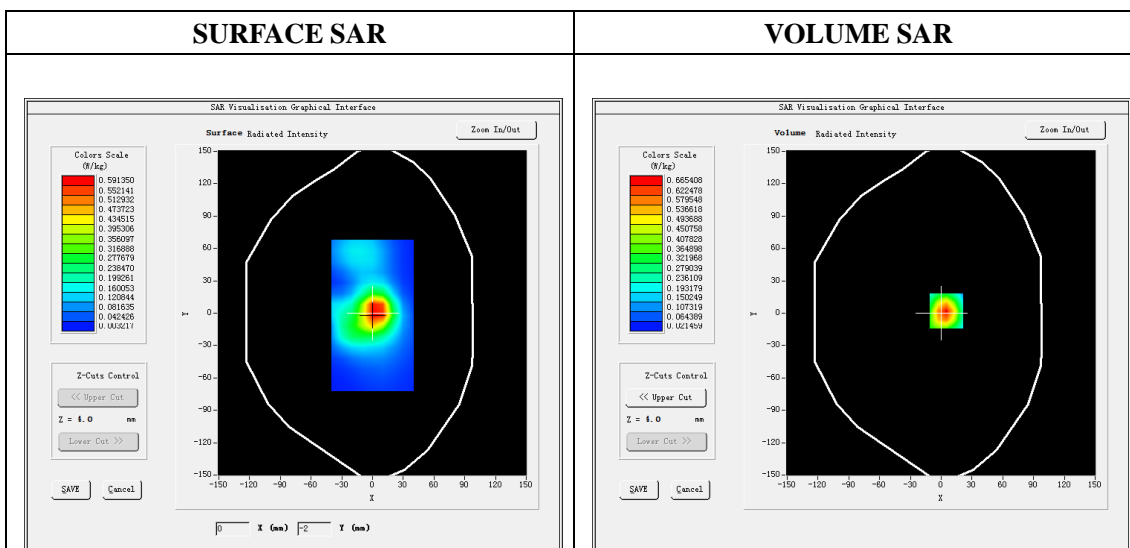 SURFACE SAR
VOLUME SAR
SAR Visualisation Graphical Interface
Surface Radiated Intensity
Zoom In/Out
Colors Scale
(W/kg)
0.591350
0.552141
0.512932
0.473723
0.434515
0.395306
0.356097
0.316888
0.277679
0.238470
0.199261
0.160053
0.120844
0.081635
0.042426
0.003217
150
120
90
60
30
0
-30
-60
-90
-120
-150
Y
-150 -120 -90 -60 -30 0 30 60 90 120 150
X
Z-Cuts Control
<< Upper Cut
Z = 4.0 mm
Lower Cut >>
SAVE Cancel
0 X (mm) -2 Y (mm)
SAR Visualisation Graphical Interface
Volume Radiated Intensity
Zoom In/Out
Colors Scale
(W/kg)
0.665408
0.622478
0.579548
0.536618
0.493688
0.450758
0.407828
0.364898
0.321968
0.279039
0.236109
0.193179
0.150249
0.107319
0.064389
0.021459
150
120
90
60
30
0
-30
-60
-90
-120
-150
Y
-150 -120 -90 -60 -30 0 30 60 90 120 150
X
Z-Cuts Control
<< Upper Cut
Z = 4.0 mm
Lower Cut >>
SAVE Cancel